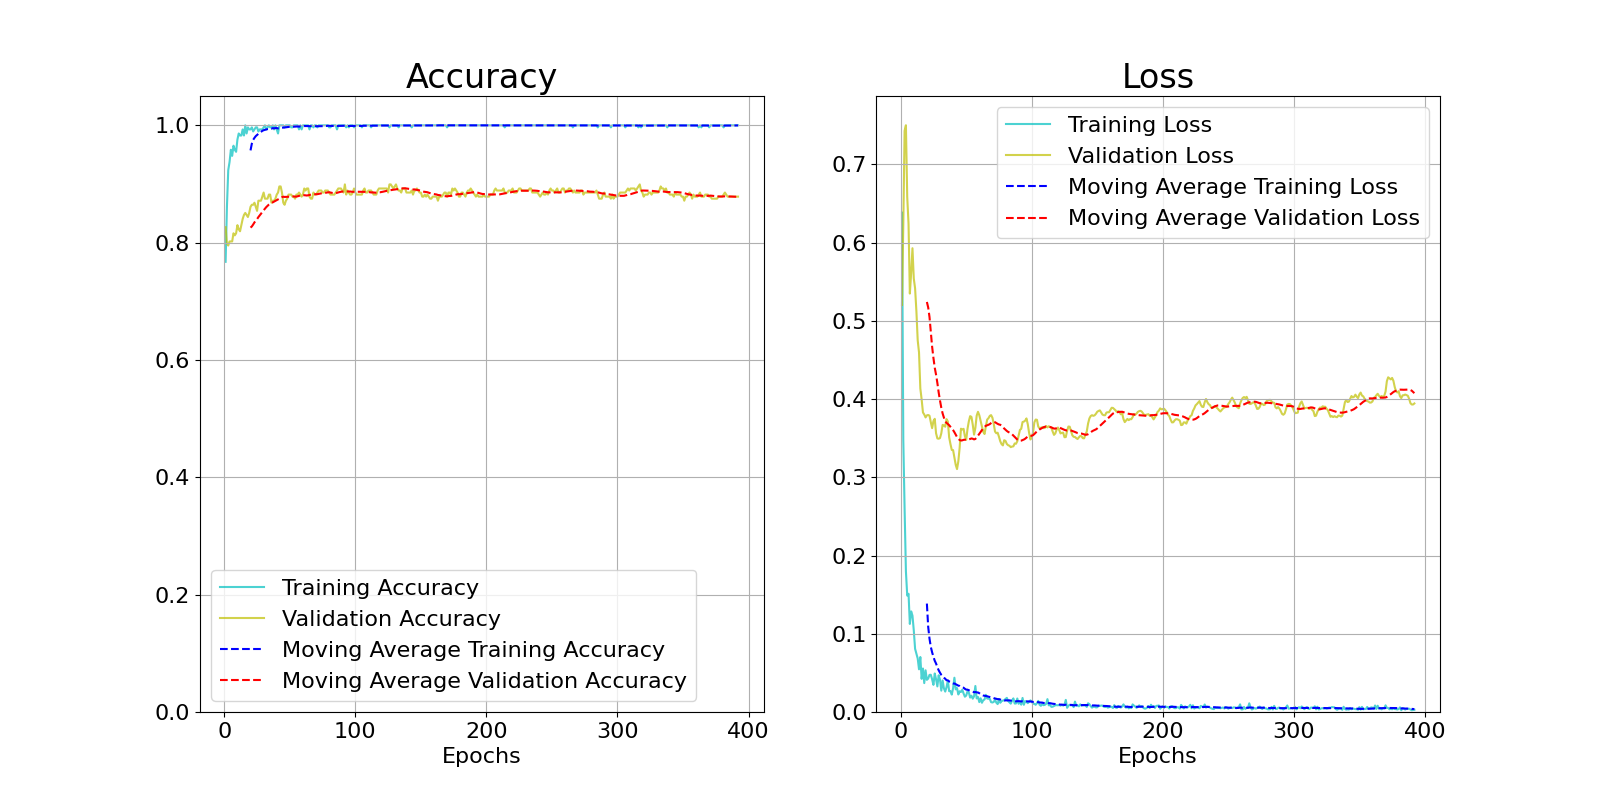 Accuracy
1.0
0.8
0.6
0.4
0.2
0.0
Training Accuracy
Validation Accuracy
Moving Average Training Accuracy
Moving Average Validation Accuracy
0 100 200 300 400
Epochs
Loss
0.7
0.6
0.5
0.4
0.3
0.2
0.1
0.0
Training Loss
Validation Loss
Moving Average Training Loss
Moving Average Validation Loss
0 100 200 300 400
Epochs